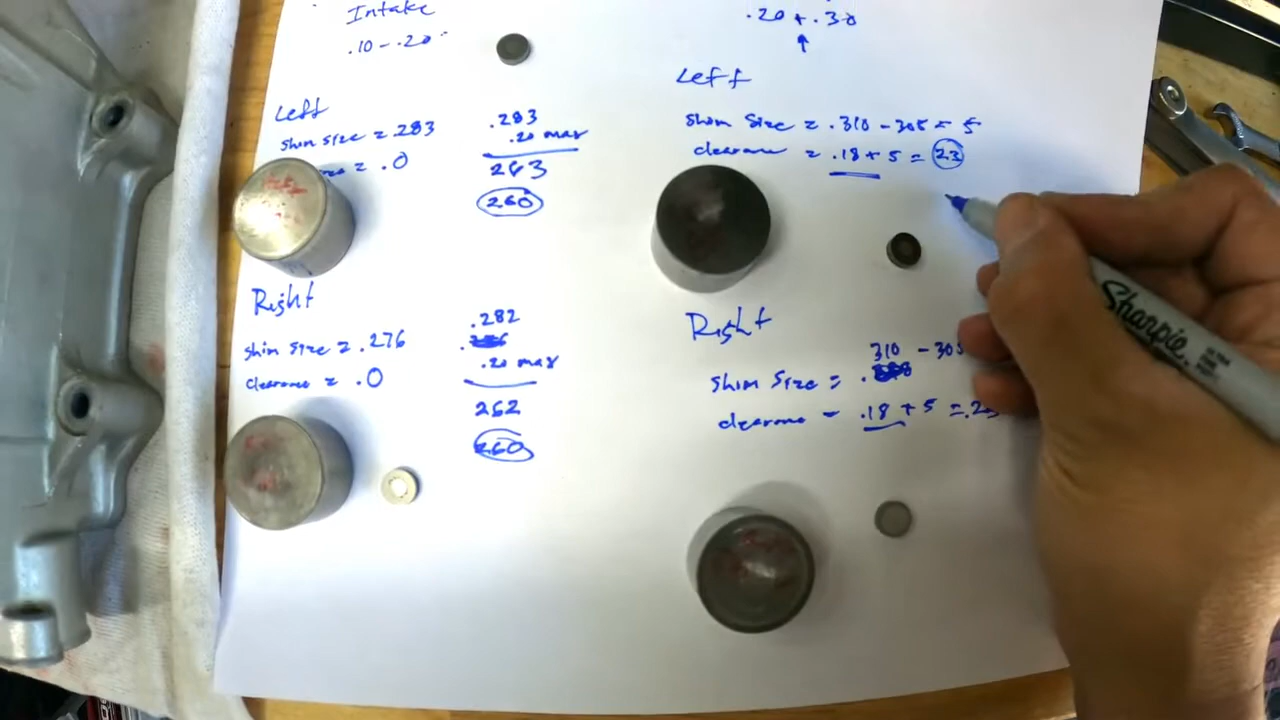 Intake
.10 - .20
Left
Shim size = .283
.0
.283
.20 max
263
260
Right
Shim size = .276
clearance = .0
.282
.20 max
262
260
.20 + .30
Left
Shim Size = .310 - 305 = 5
clearance = .18 + 5 = 23
Right
310 - 305
Shim Size = .
clearance = .18 + 5 = .23
Sharpie